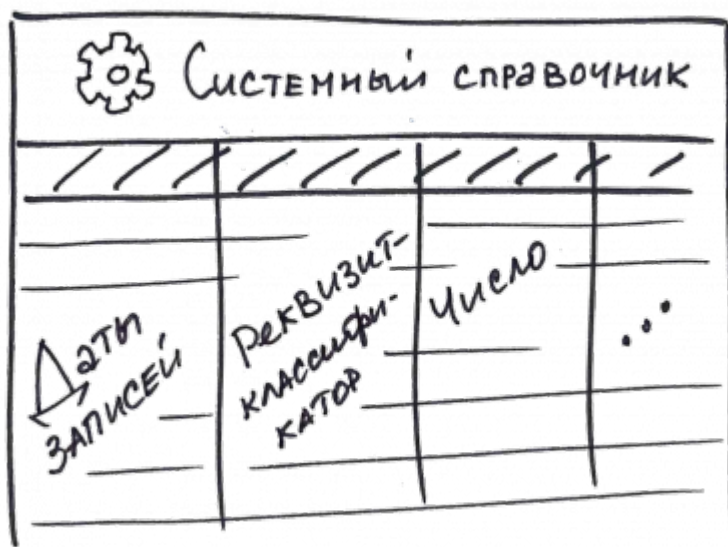 Системный справочник
Даты
записей
Реквизит-
классифи-
катор
Число
...